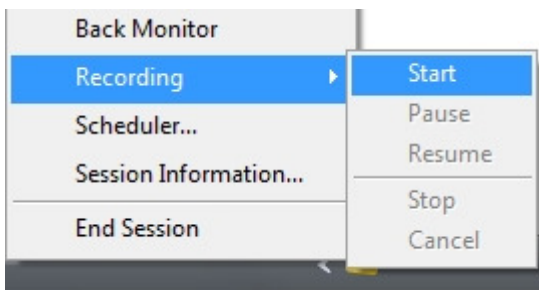 Back Monitor
Recording
Scheduler...
Session Information...
End Session
Start
Pause
Resume
Stop
Cancel